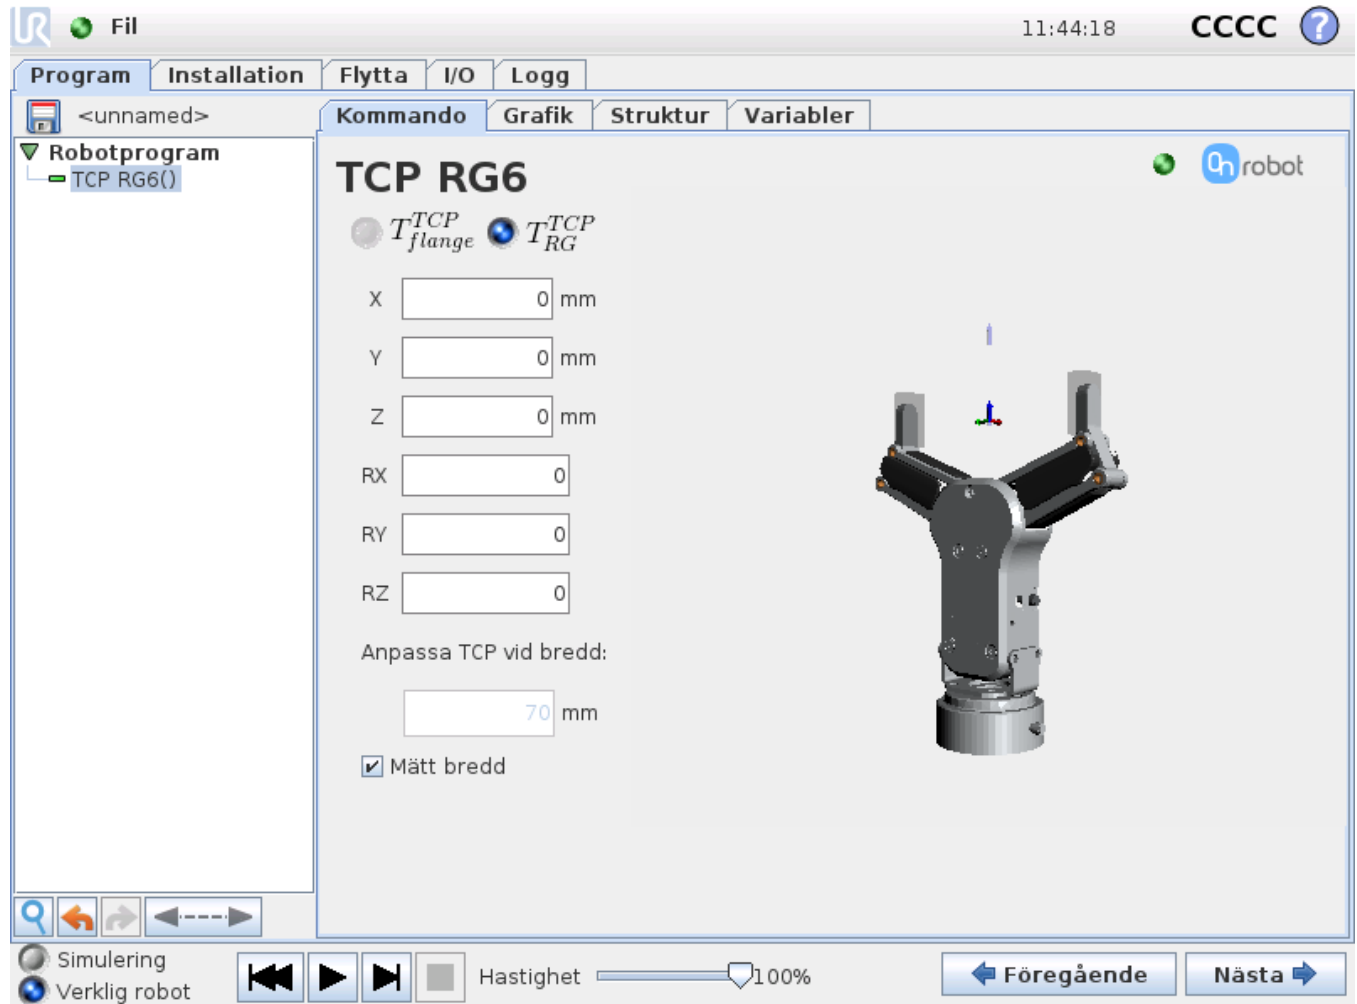 UR Fil 11:44:18 CCCC ?
Program Installation Flytta I/O Logg
<unnamed> Kommando Grafik Struktur Variabler
Robotprogram
TCP RG6()
TCP RG6
On robot
T TCP flange T TCP RG
X 0 mm
Y 0 mm
Z 0 mm
RX 0
RY 0
RZ 0
Anpassa TCP vid bredd:
70 mm
Mätt bredd
Simulering
Verklig robot
Hastighet 100%
Föregående Nästa